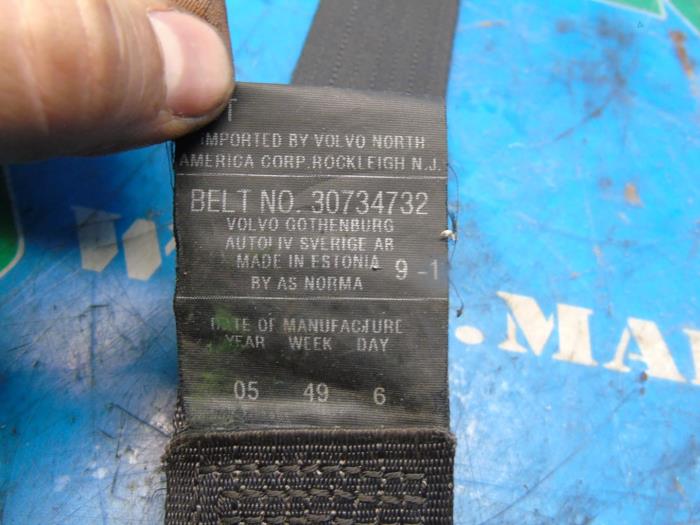 T
IMPORTED BY VOLVO NORTH
AMERICA CORP.ROCKLEIGH N.J.
BELT NO. 30734732
VOLVO GOTHENBURG
AUTOLIV SVERIGE AB
MADE IN ESTONIA 9-1
BY AS NORMA
DATE OF MANUFACTURE
YEAR WEEK DAY
05 49 6